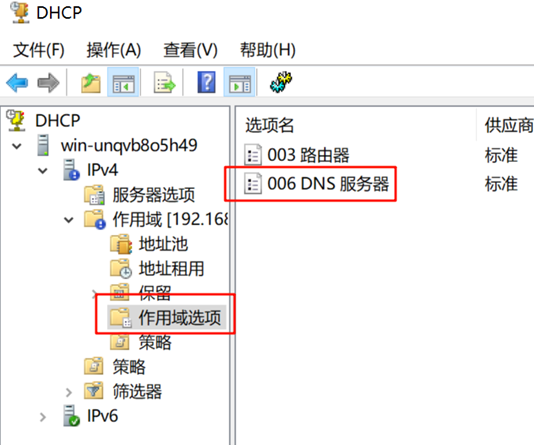 DHCP
文件(F) 操作(A) 查看(V) 帮助(H)
DHCP
win-unqvb8o5h49
IPv4
服务器选项
作用域 [192.168
地址池
地址租用
保留
作用域选项
策略
策略
筛选器
IPv6
选项名 供应商
003 路由器 标准
006 DNS 服务器 标准